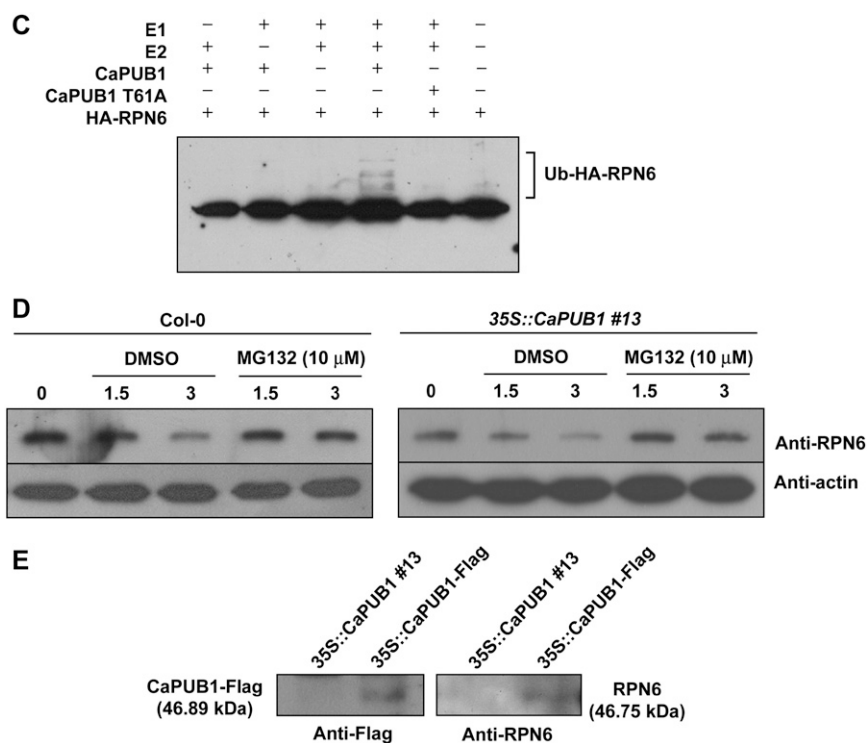 C
E1 – + + + + –
E2 + – + + + –
CaPUB1 + + – + – –
CaPUB1 T61A – – – – + –
HA-RPN6 + + + + + +
Ub-HA-RPN6
D
Col-0
35S::CaPUB1 #13
DMSO MG132 (10 μM)
DMSO MG132 (10 μM)
0 1.5 3 1.5 3
0 1.5 3 1.5 3
Anti-RPN6
Anti-actin
E
35S::CaPUB1 #13
35S::CaPUB1-Flag
35S::CaPUB1 #13
35S::CaPUB1-Flag
CaPUB1-Flag
(46.89 kDa)
RPN6
(46.75 kDa)
Anti-Flag
Anti-RPN6